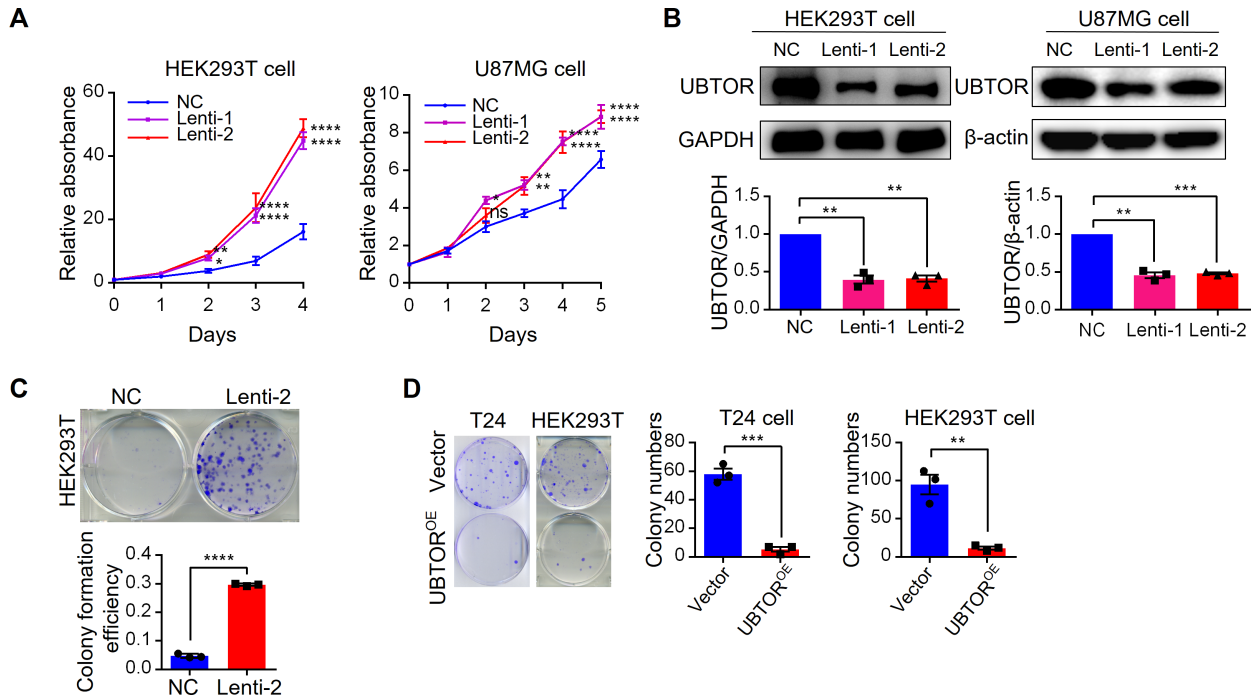 A
HEK293T cell
Relative absorbance
60
40
20
0
NC
Lenti-1
Lenti-2
****
****
****
****
**
*
0 1 2 3 4
Days
U87MG cell
Relative absorbance
10
8
6
4
2
0
NC
Lenti-1
Lenti-2
****
****
****
****
**
**
*
ns
0 1 2 3 4 5
Days
B
HEK293T cell
NC Lenti-1 Lenti-2
UBTOR
GAPDH
U87MG cell
NC Lenti-1 Lenti-2
UBTOR
β-actin
UBTOR/GAPDH
1.5
1.0
0.5
0.0
**
**
NC Lenti-1 Lenti-2
UBTOR/β-actin
1.5
1.0
0.5
0.0
***
**
NC Lenti-1 Lenti-2
C
NC Lenti-2
HEK293T
Colony formation
efficiency
0.4
0.3
0.2
0.1
0.0
****
NC Lenti-2
D
T24 HEK293T
Vector
UBTOR^OE
T24 cell
Colony numbers
80
60
40
20
0
***
Vector
UBTOR^OE
HEK293T cell
Colony numbers
150
100
50
0
**
Vector
UBTOR^OE